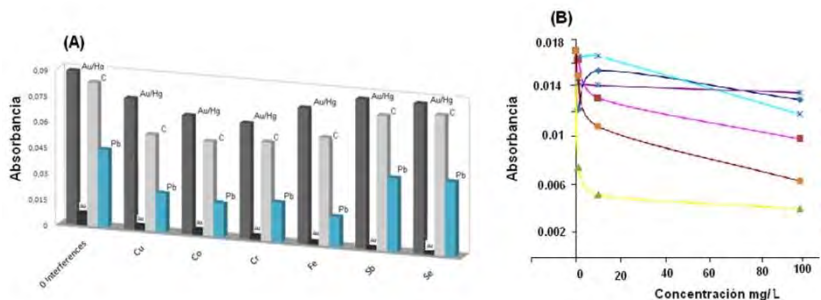 (A)
Absorbancia
0,09
0,075
0,06
0,045
0,03
0,015
0
Au/Ha
C
Pb
Au/Hg
C
Pb
Au/Hg
C
Pb
Au/Hg
C
Pb
Au/Hg
C
Pb
Au/Hg
C
Pb
Au/Hg
C
Pb
0 Interferences
Cu
Co
Cr
Fe
Sb
Se
(B)
Absorbancia
0.018
0.014
0.01
0.006
0.002
0
20
40
60
80
100
Concentración mg/L